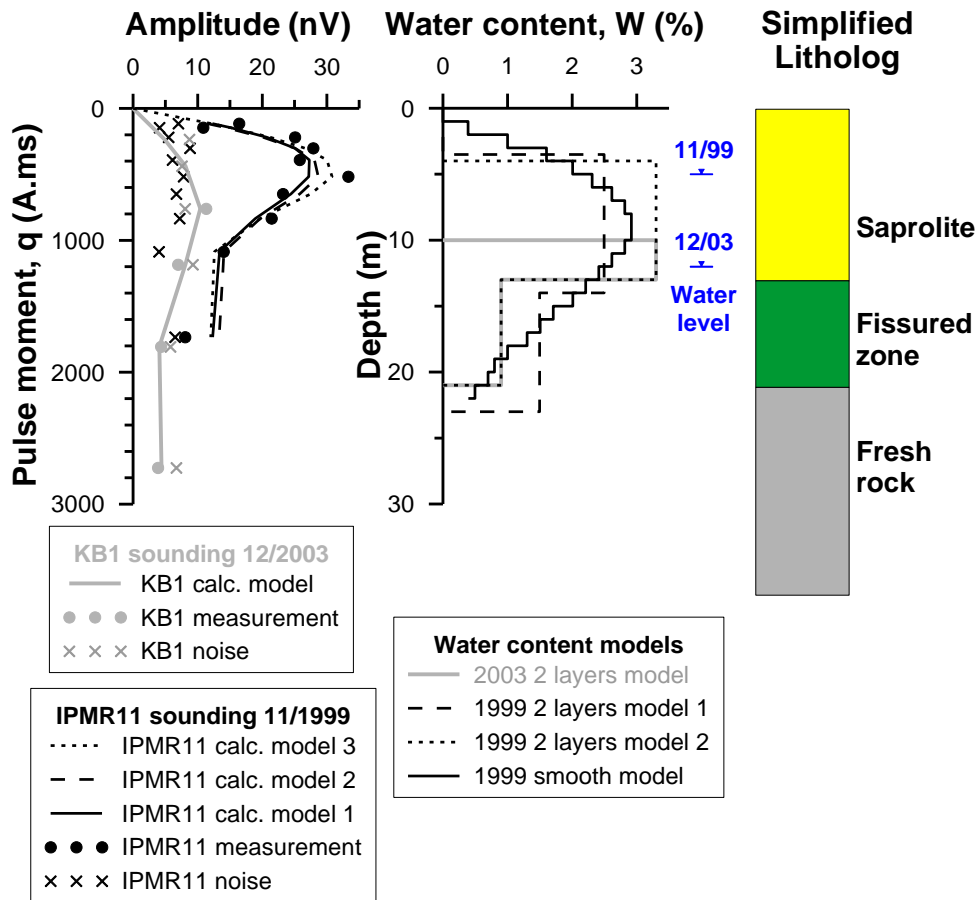 Amplitude (nV)
0 10 20 30
Pulse moment, q (A.ms)
0
1000
2000
3000
Water content, W (%)
0 1 2 3
Depth (m)
0
10
20
30
11/99
12/03
Water
level
Simplified
Litholog
Saprolite
Fissured
zone
Fresh
rock
KB1 sounding 12/2003
KB1 calc. model
KB1 measurement
KB1 noise
IPMR11 sounding 11/1999
IPMR11 calc. model 3
IPMR11 calc. model 2
IPMR11 calc. model 1
IPMR11 measurement
IPMR11 noise
Water content models
2003 2 layers model
1999 2 layers model 1
1999 2 layers model 2
1999 smooth model